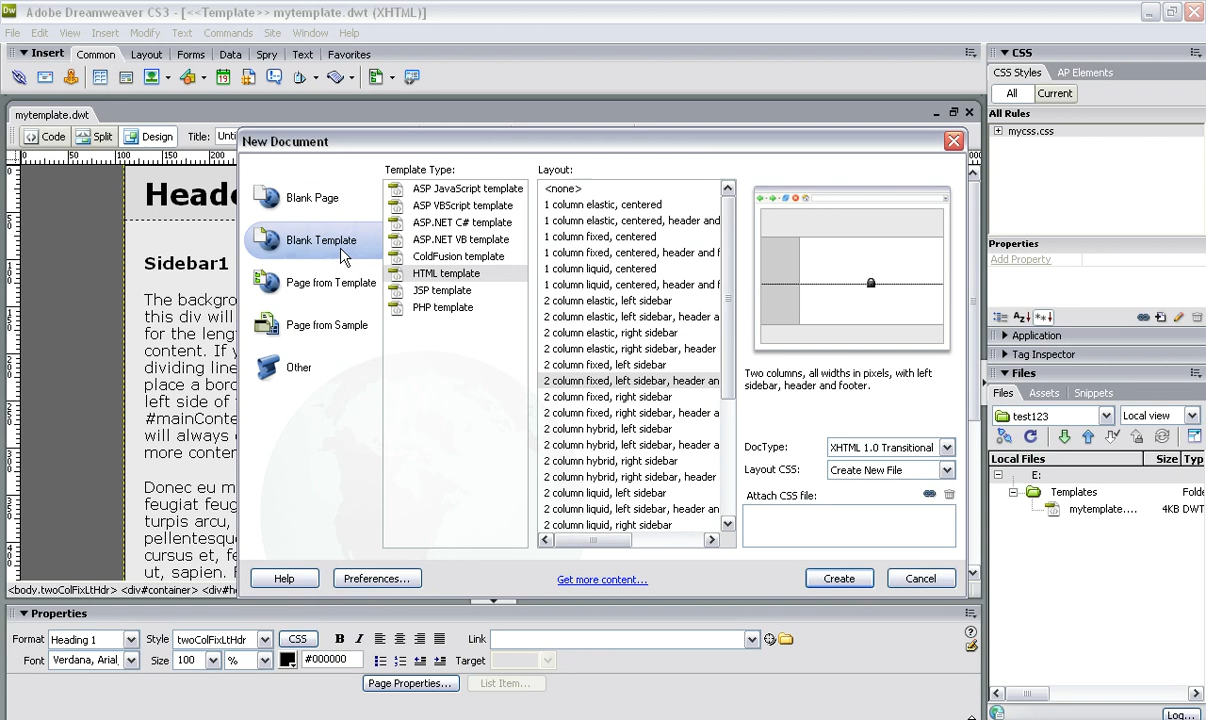 Adobe Dreamweaver CS3 - [<<Template>> mytemplate.dwt (XHTML)]
File Edit View Insert Modify Text Commands Site Window Help
Insert Common Layout Forms Data Spry Text Favorites
mytemplate.dwt
Code Split Design Title: Unti
0 50 100 150 200
New Document
Template Type: Layout:
Blank Page
Blank Template
Page from Template
Page from Sample
Other
ASP JavaScript template
ASP VBScript template
ASP.NET C# template
ASP.NET VB template
ColdFusion template
HTML template
JSP template
PHP template
<none>
1 column elastic, centered
1 column elastic, centered, header and
1 column fixed, centered
1 column fixed, centered, header and f
1 column liquid, centered
1 column liquid, centered, header and f
2 column elastic, left sidebar
2 column elastic, left sidebar, header a
2 column elastic, right sidebar
2 column elastic, right sidebar, header
2 column fixed, left sidebar
2 column fixed, left sidebar, header an
2 column fixed, right sidebar
2 column fixed, right sidebar, header a
2 column hybrid, left sidebar
2 column hybrid, left sidebar, header a
2 column hybrid, right sidebar
2 column hybrid, right sidebar, header
2 column liquid, left sidebar
2 column liquid, left sidebar, header an
2 column liquid, right sidebar
Two columns, all widths in pixels, with left
sidebar, header and footer.
DocType: XHTML 1.0 Transitional
Layout CSS: Create New File
Attach CSS file:
Help Preferences... Get more content... Create Cancel
Heade
Sidebar1
The backgro
this div will
for the leng
content. If y
dividing line
place a bord
left side of
#mainConte
will always c
more conten
Donec eu m
feugiat feug
turpis arcu,
pellentesqu
cursus et, fe
ut, sapien. F
<body.twoColFixLtHdr> <div#container> <div#he
Properties
Format Heading 1 Style twoColFixLtHdr CSS B I Link
Font Verdana, Arial, Size 100 % #000000 Target
Page Properties... List Item...
CSS
CSS Styles AP Elements
All Current
All Rules
mycss.css
Properties
Add Property
Application
Tag Inspector
Files
Files Assets Snippets
test123 Local view
Local Files Size Typ
E:
Templates Folde
mytemplate.... 4KB DWT
Log...